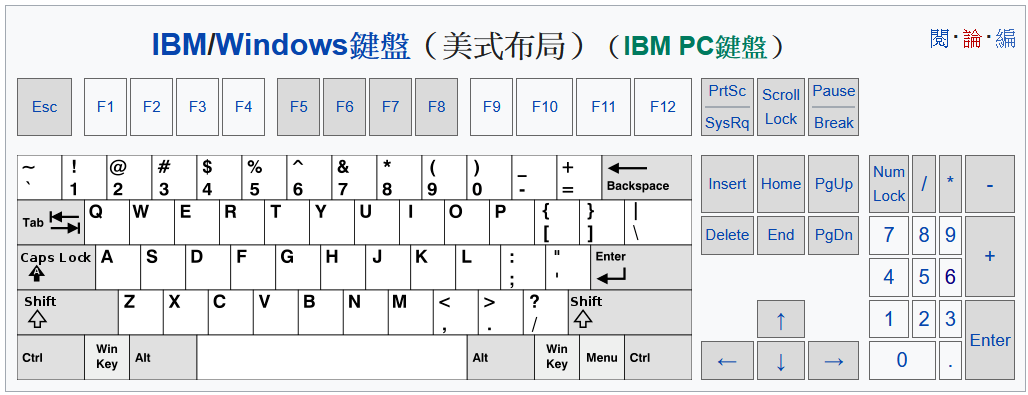 IBM/Windows鍵盤（美式布局）（IBM PC鍵盤）
閱·論·編
Esc F1 F2 F3 F4 F5 F6 F7 F8 F9 F10 F11 F12
PrtSc
SysRq
Scroll
Lock
Pause
Break
~ ! @ # $ % ^ & * ( ) _ +
` 1 2 3 4 5 6 7 8 9 0 - =
Backspace
Tab Q W E R T Y U I O P { } |
[ ] \
Caps Lock A S D F G H J K L : "
A ; '
Enter
Shift Z X C V B N M < > ? Shift
, . /
Ctrl
Win
Key
Alt
Alt
Win
Key
Menu
Ctrl
Insert Home PgUp
Delete End PgDn
↑
← ↓ →
Num
Lock
/ * -
7 8 9
+
4 5 6
1 2 3
Enter
0 .